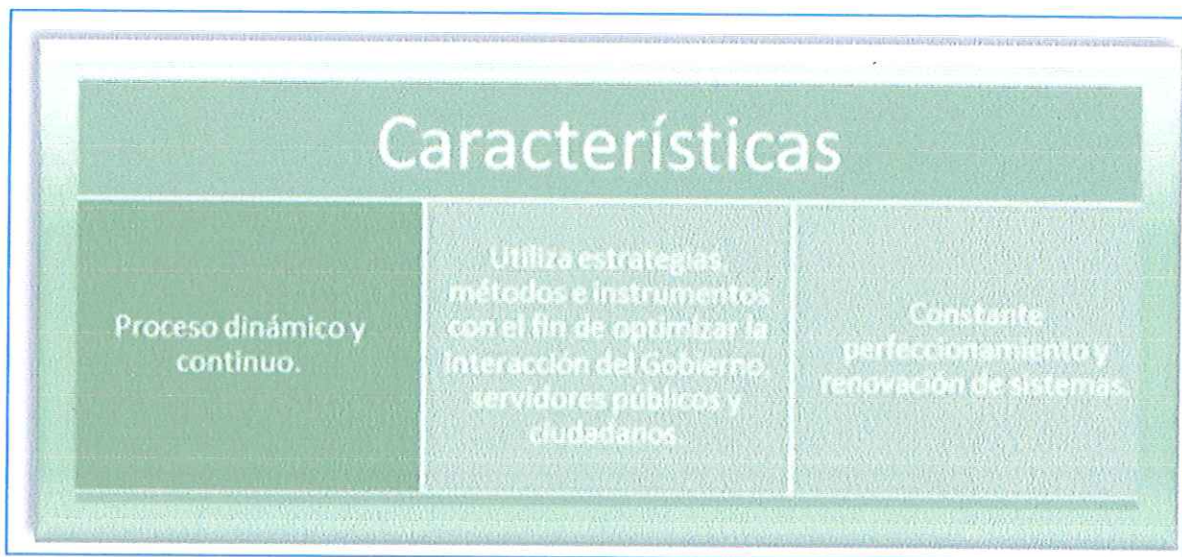 Características
Proceso dinámico y
continuo.
Utiliza estrategias,
métodos e instrumentos
con el fin de optimizar la
interacción del Gobierno,
servidores públicos y
ciudadanos.
Constante
perfeccionamiento y
renovación de sistemas.